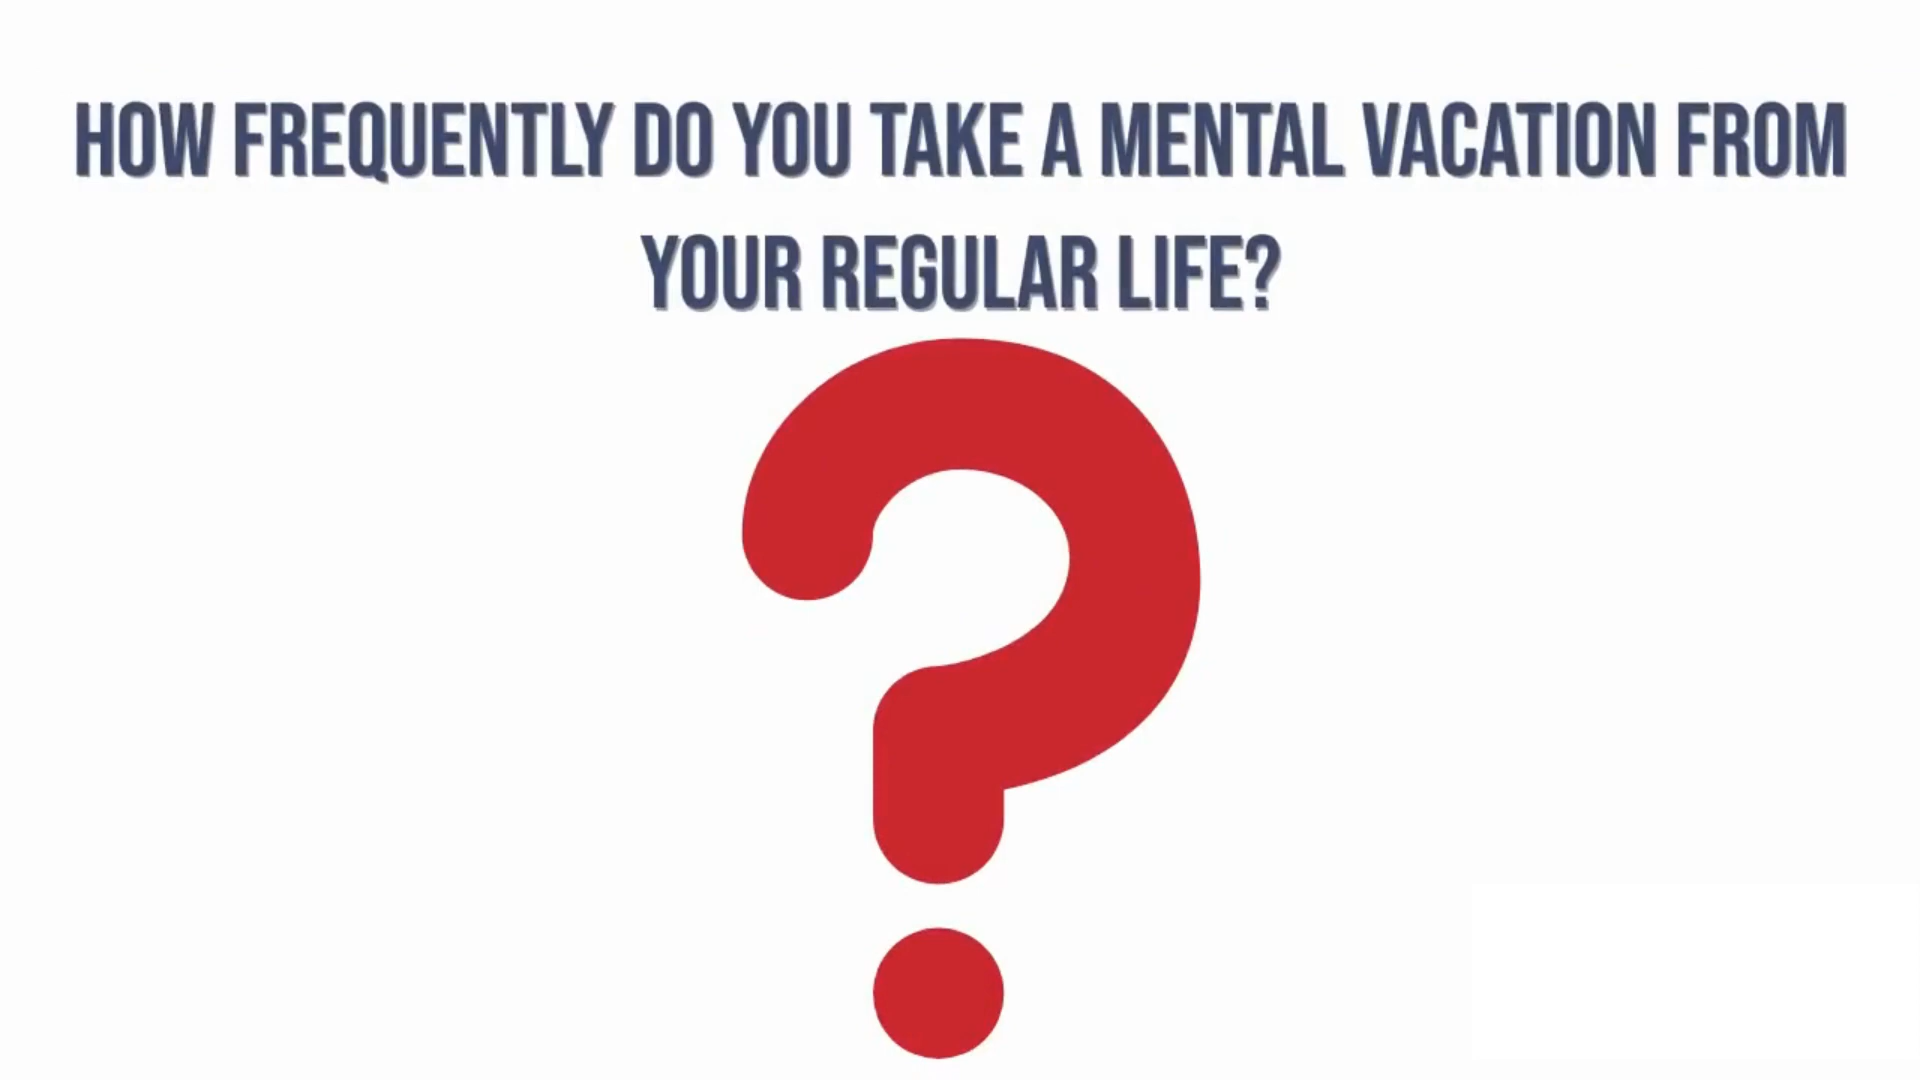 HOW FREQUENTLY DO YOU TAKE A MENTAL VACATION FROM
YOUR REGULAR LIFE?
?